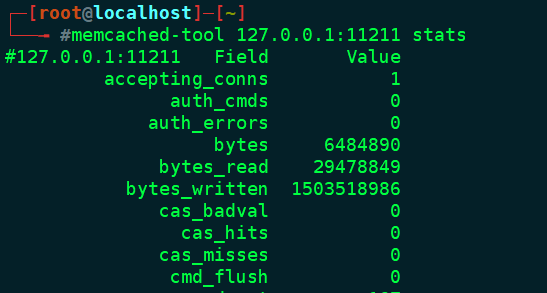 [root@localhost]-[~]
#memcached-tool 127.0.0.1:11211 stats
#127.0.0.1:11211 Field Value
accepting_conns 1
auth_cmds 0
auth_errors 0
bytes 6484890
bytes_read 29478849
bytes_written 1503518986
cas_badval 0
cas_hits 0
cas_misses 0
cmd_flush 0